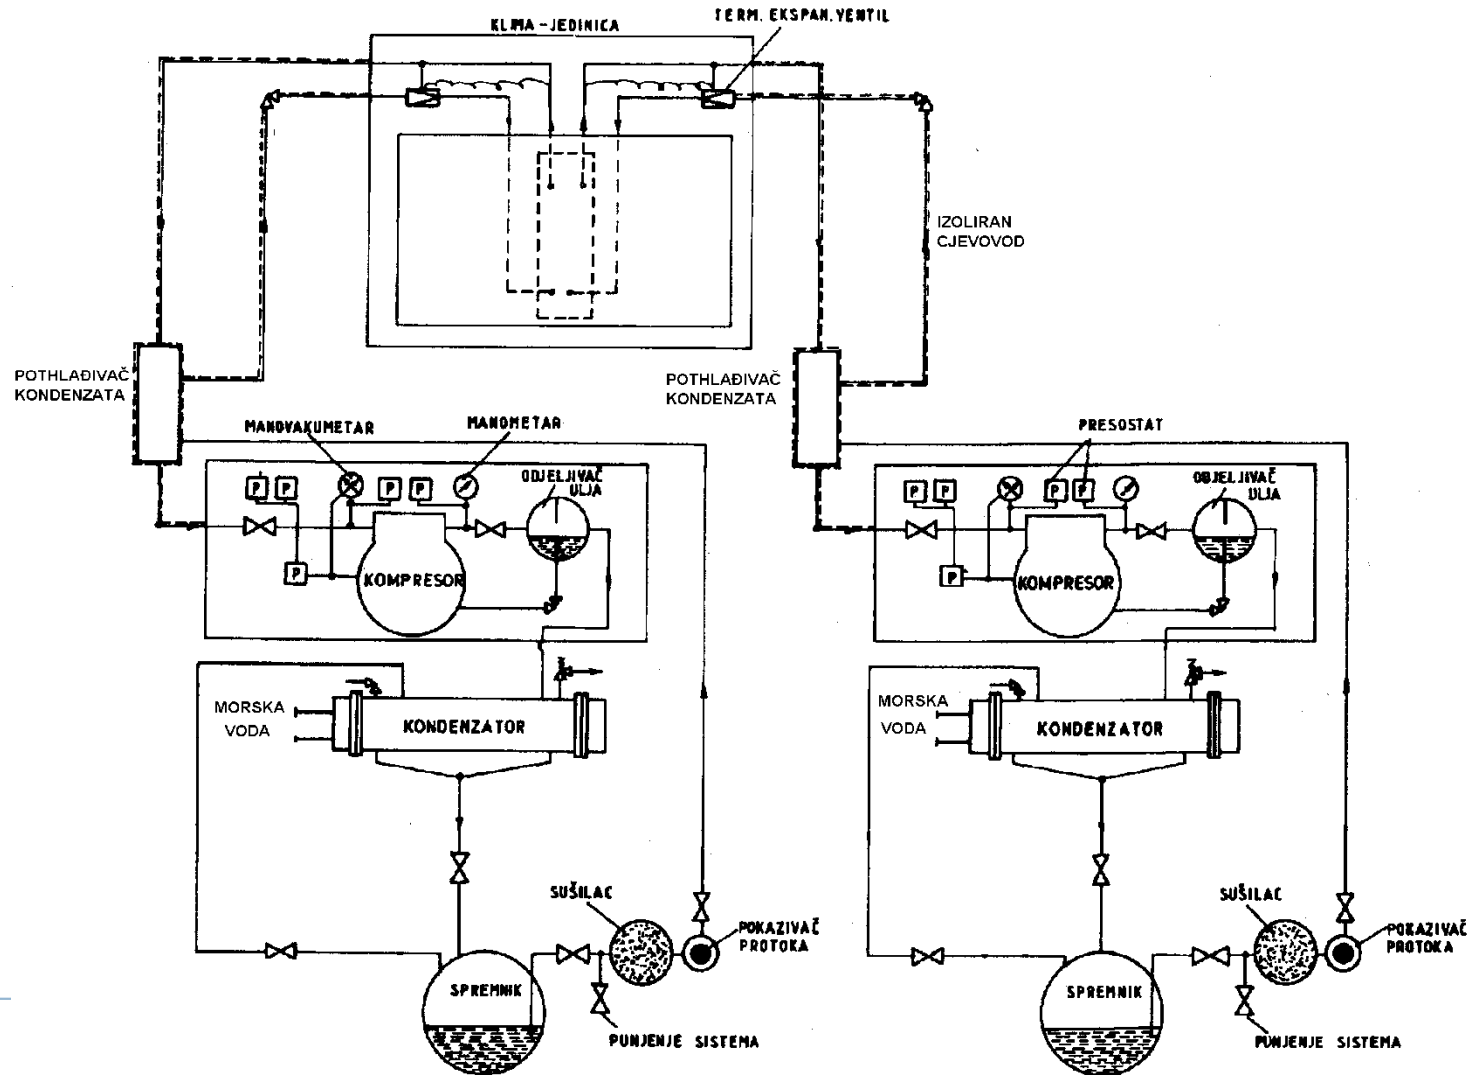 KLIMA-JEDINICA
TERM. EKSPAN. VENTIL
IZOLIRAN
CJEVOVOD
POTHLAĐIVAČ
KONDENZATA
POTHLAĐIVAČ
KONDENZATA
MANOVAKUMETAR
MANOMETAR
PRESOSTAT
P P
P P
ODJELJIVAČ
ULJA
P P
P P
ODJELJIVAČ
ULJA
P
KOMPRESOR
P
KOMPRESOR
MORSKA
VODA
KONDENZATOR
MORSKA
VODA
KONDENZATOR
SUŠILAC
POKAZIVAČ
PROTOKA
SUŠILAC
POKAZIVAČ
PROTOKA
SPREMNIK
PUNJENJE SISTEMA
SPREMNIK
PUNJENJE SISTEMA